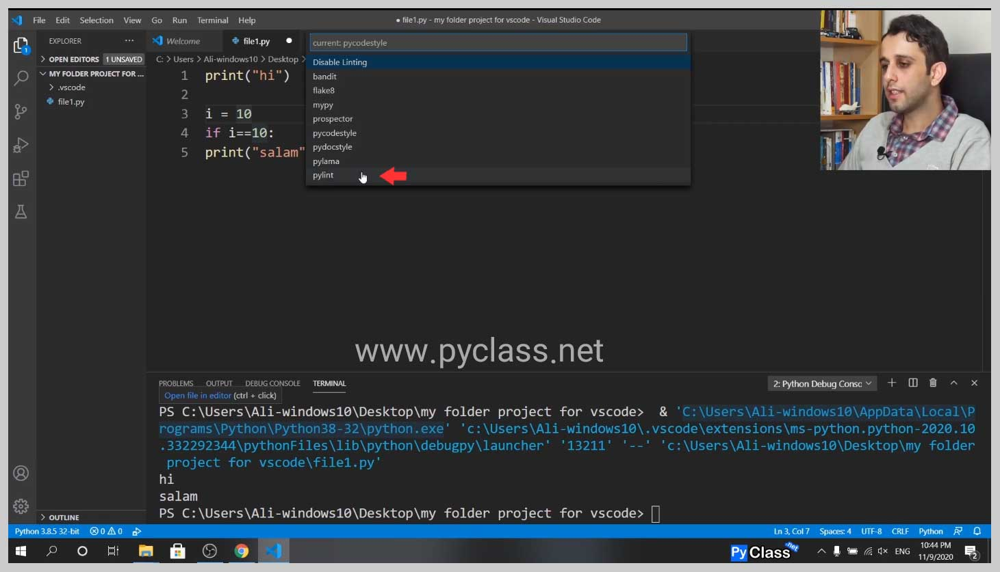 File Edit Selection View Go Run Terminal Help
● file1.py - my folder project for vscode - Visual Studio Code
EXPLORER ...
OPEN EDITORS 1 UNSAVED
MY FOLDER PROJECT FOR ...
.vscode
file1.py
OUTLINE
Welcome file1.py
C: > Users > Ali-windows10 > Desktop >
1 print("hi")
2
3 i = 10
4 if i==10:
5 print("salam"
current: pycodestyle
Disable Linting
bandit
flake8
mypy
prospector
pycodestyle
pydocstyle
pylama
pylint
www.pyclass.net
PROBLEMS OUTPUT DEBUG CONSOLE TERMINAL
2: Python Debug Consc
Open file in editor (ctrl + click)
PS C:\Users\Ali-windows10\Desktop\my folder project for vscode> & 'C:\Users\Ali-windows10\AppData\Local\P
rograms\Python\Python38-32\python.exe' 'c:\Users\Ali-windows10\.vscode\extensions\ms-python.python-2020.10
.332292344\pythonFiles\lib\python\debugpy\launcher' '13211' '--' 'c:\Users\Ali-windows10\Desktop\my folder
project for vscode\file1.py'
hi
salam
PS C:\Users\Ali-windows10\Desktop\my folder project for vscode>
Python 3.8.5 32-bit 0 0
Ln 3, Col 7 Spaces: 4 UTF-8 CRLF Python
PyClass.net
ENG
10:44 PM
11/9/2020
1
2